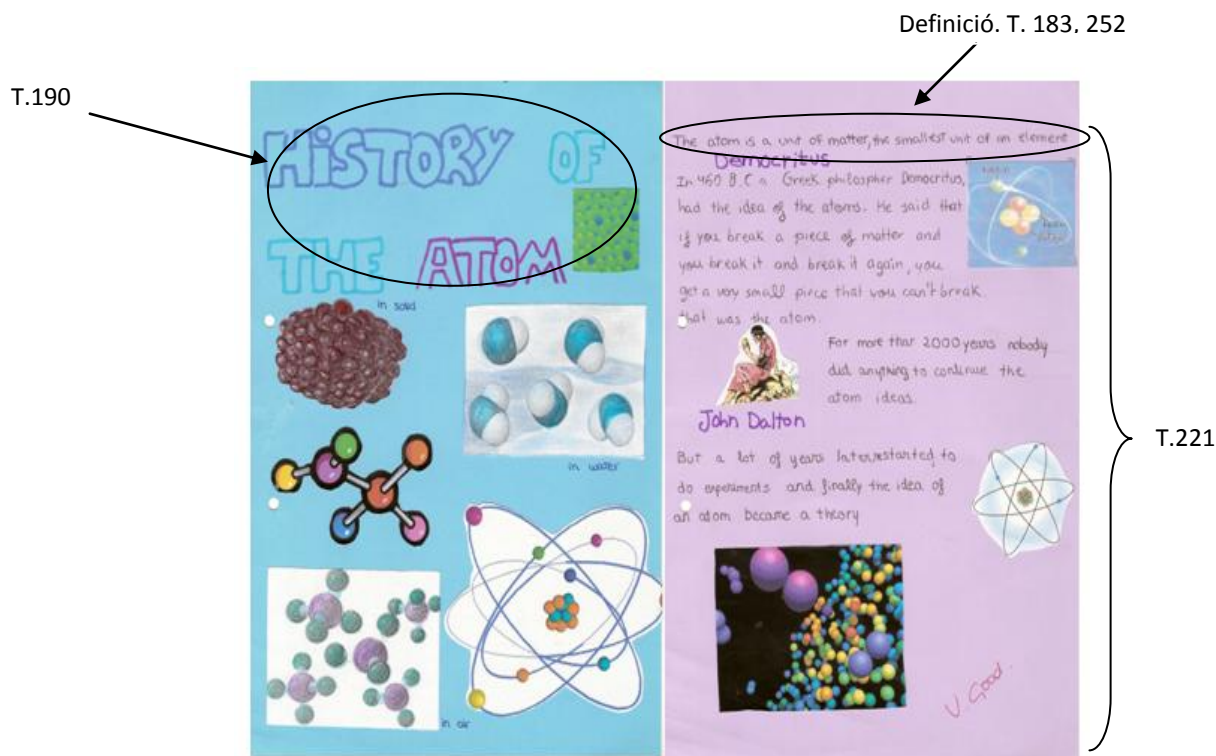 Definició. T. 183, 252
T.190
HiSTORY OF
THE ATOM
in solid
in water
in air
The atom is a unit of matter, the smallest unit of an element
Democritus
In 460 B.C a Greek philospher Democritus,
had the idea of the atoms. He said that
if you break a piece of matter and
you break it and break it again, you
get a very small piece that you can't break.
that was the atom.
For more that 2000 years nobody
did anything to continue the
atom ideas.
John Dalton
But a lot of years later restarted to
do experiments and finally the idea of
an atom became a theory
V. Good.
T.221